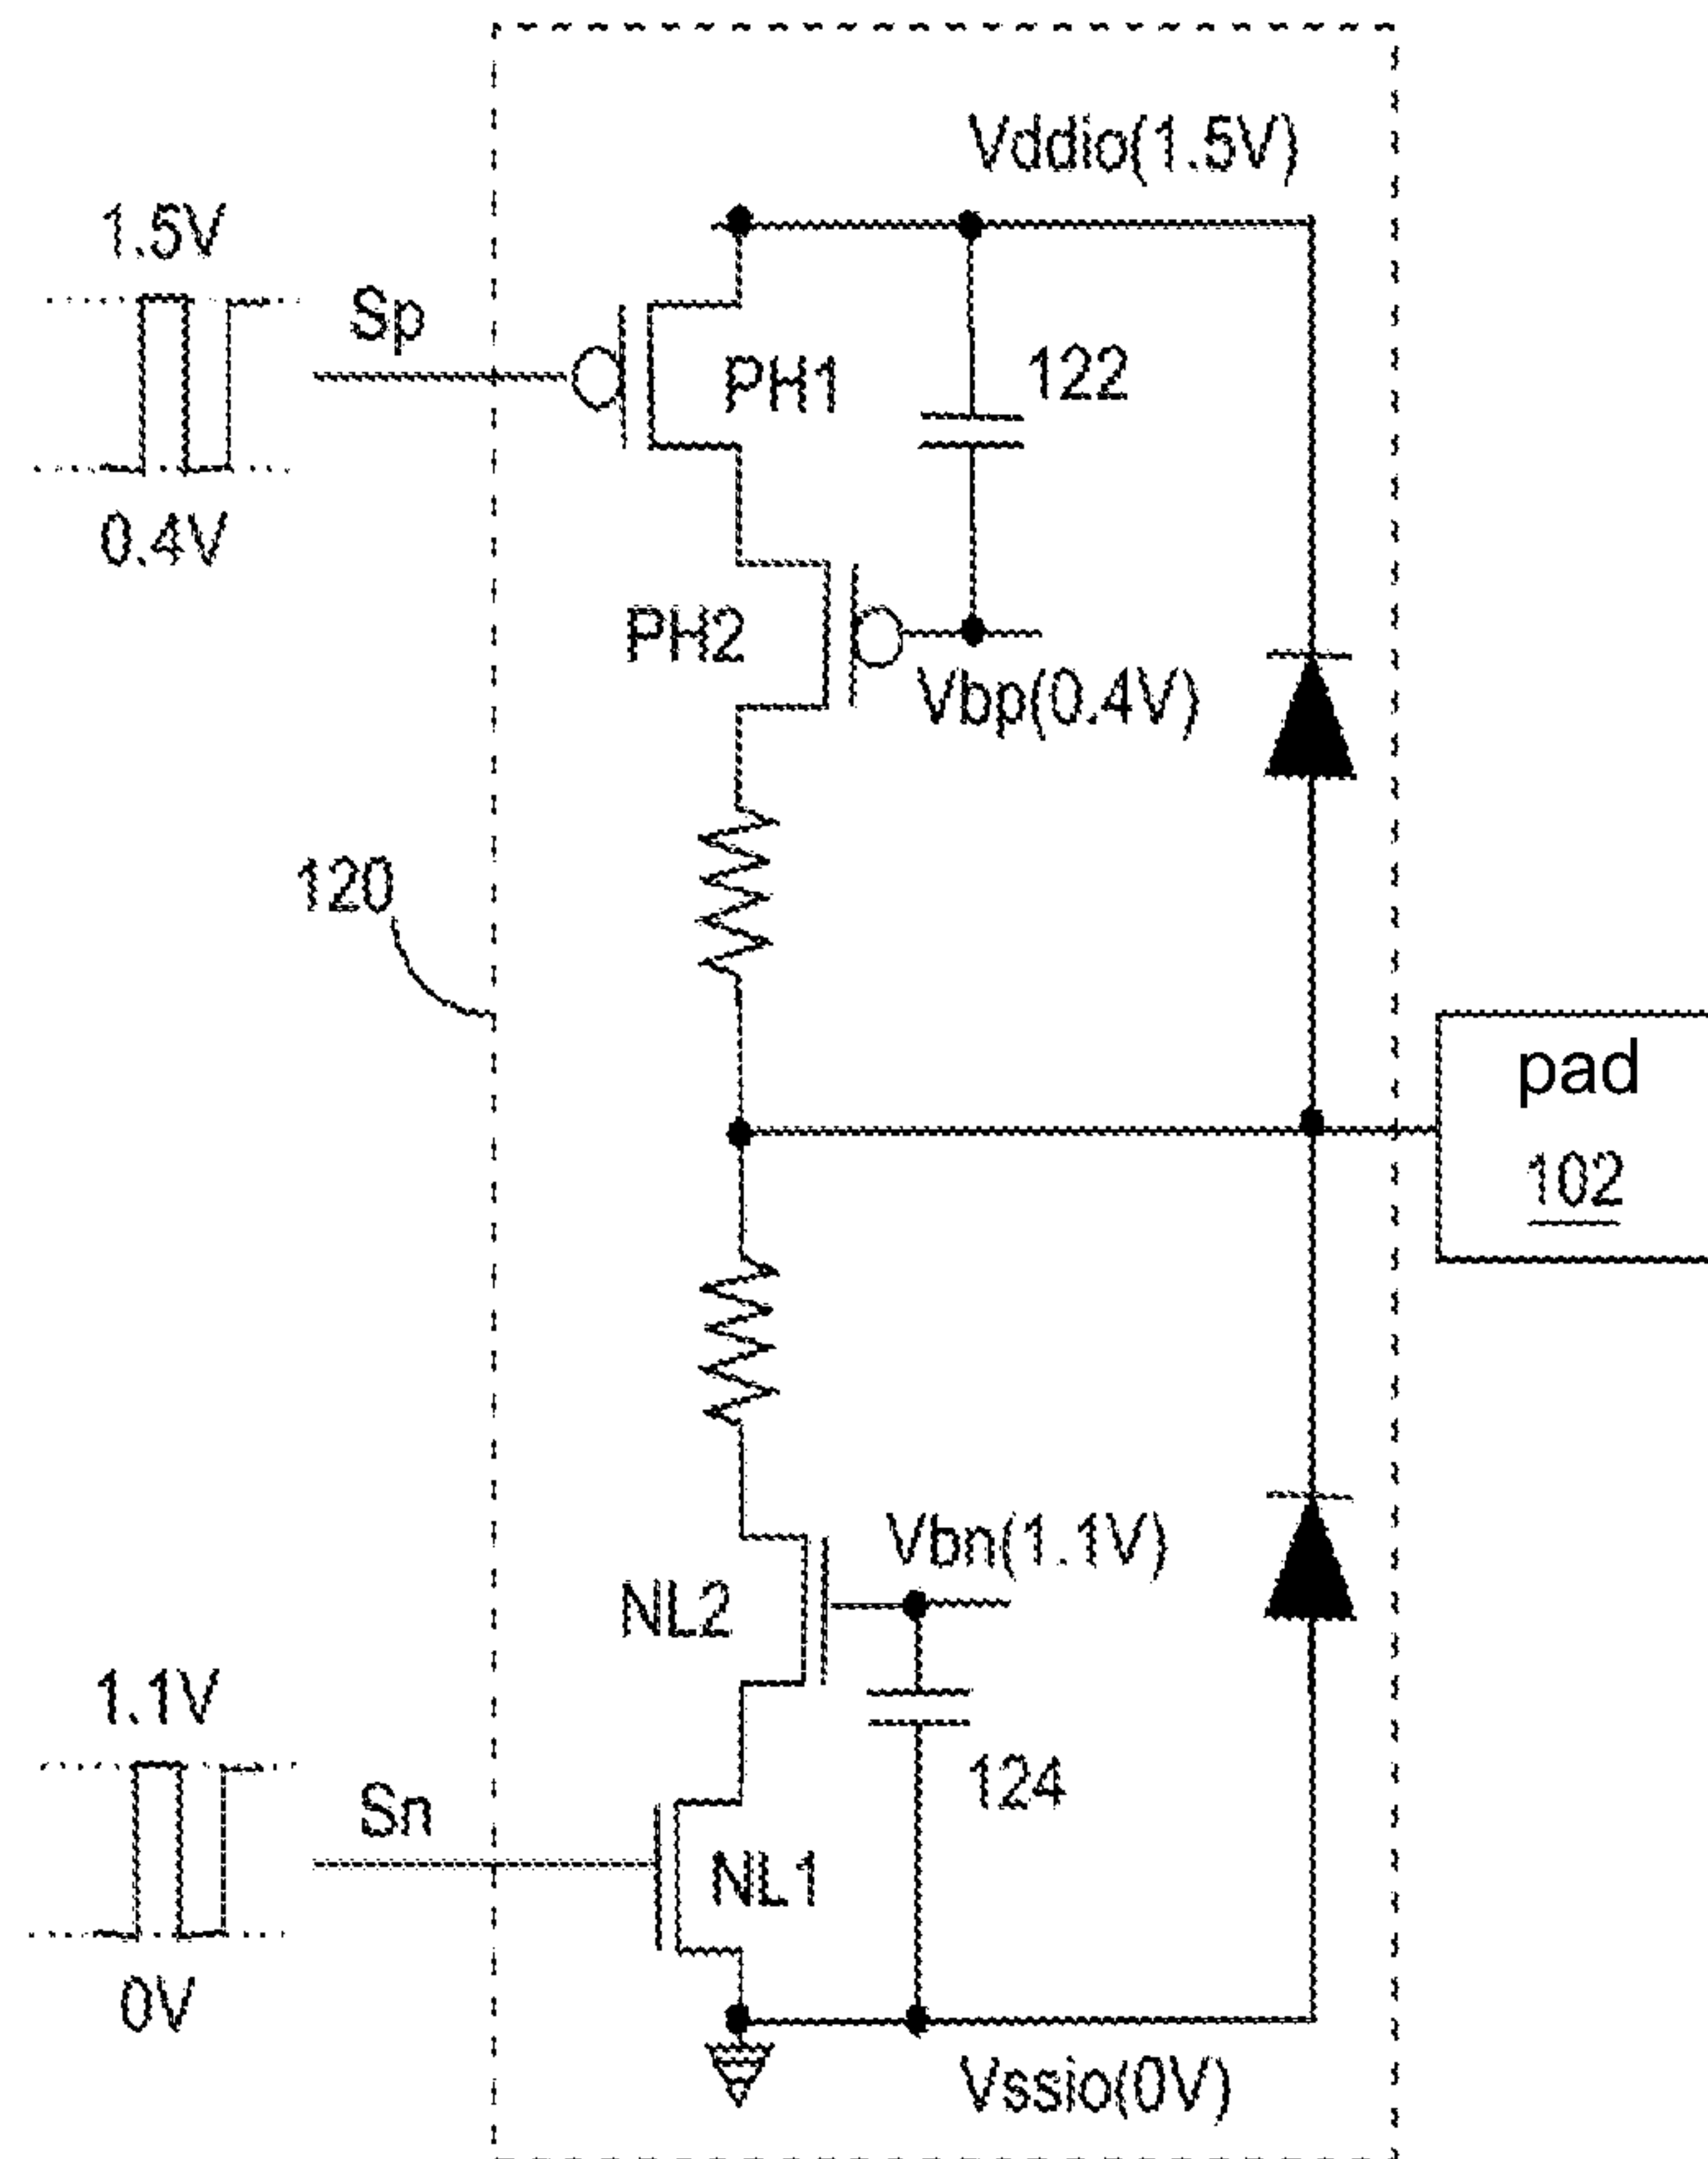 Vddio(1.5V)
1.5V
Sp
0.4V
PH1
122
PH2
Vbp(0.4V)
120
pad
102
Vbn(1.1V)
NL2
1.1V
Sn
124
NL1
0V
Vssio(0V)